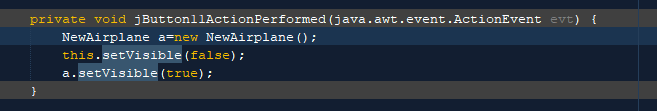 private void jButton11ActionPerformed(java.awt.event.ActionEvent evt) {
NewAirplane a=new NewAirplane();
this.setVisible(false);
a.setVisible(true);
}